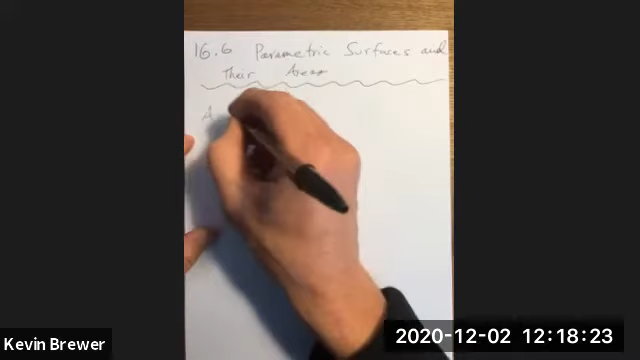 16.6 Parametric Surfaces and
Their Areas
A
Kevin Brewer
2020-12-02 12:18:23